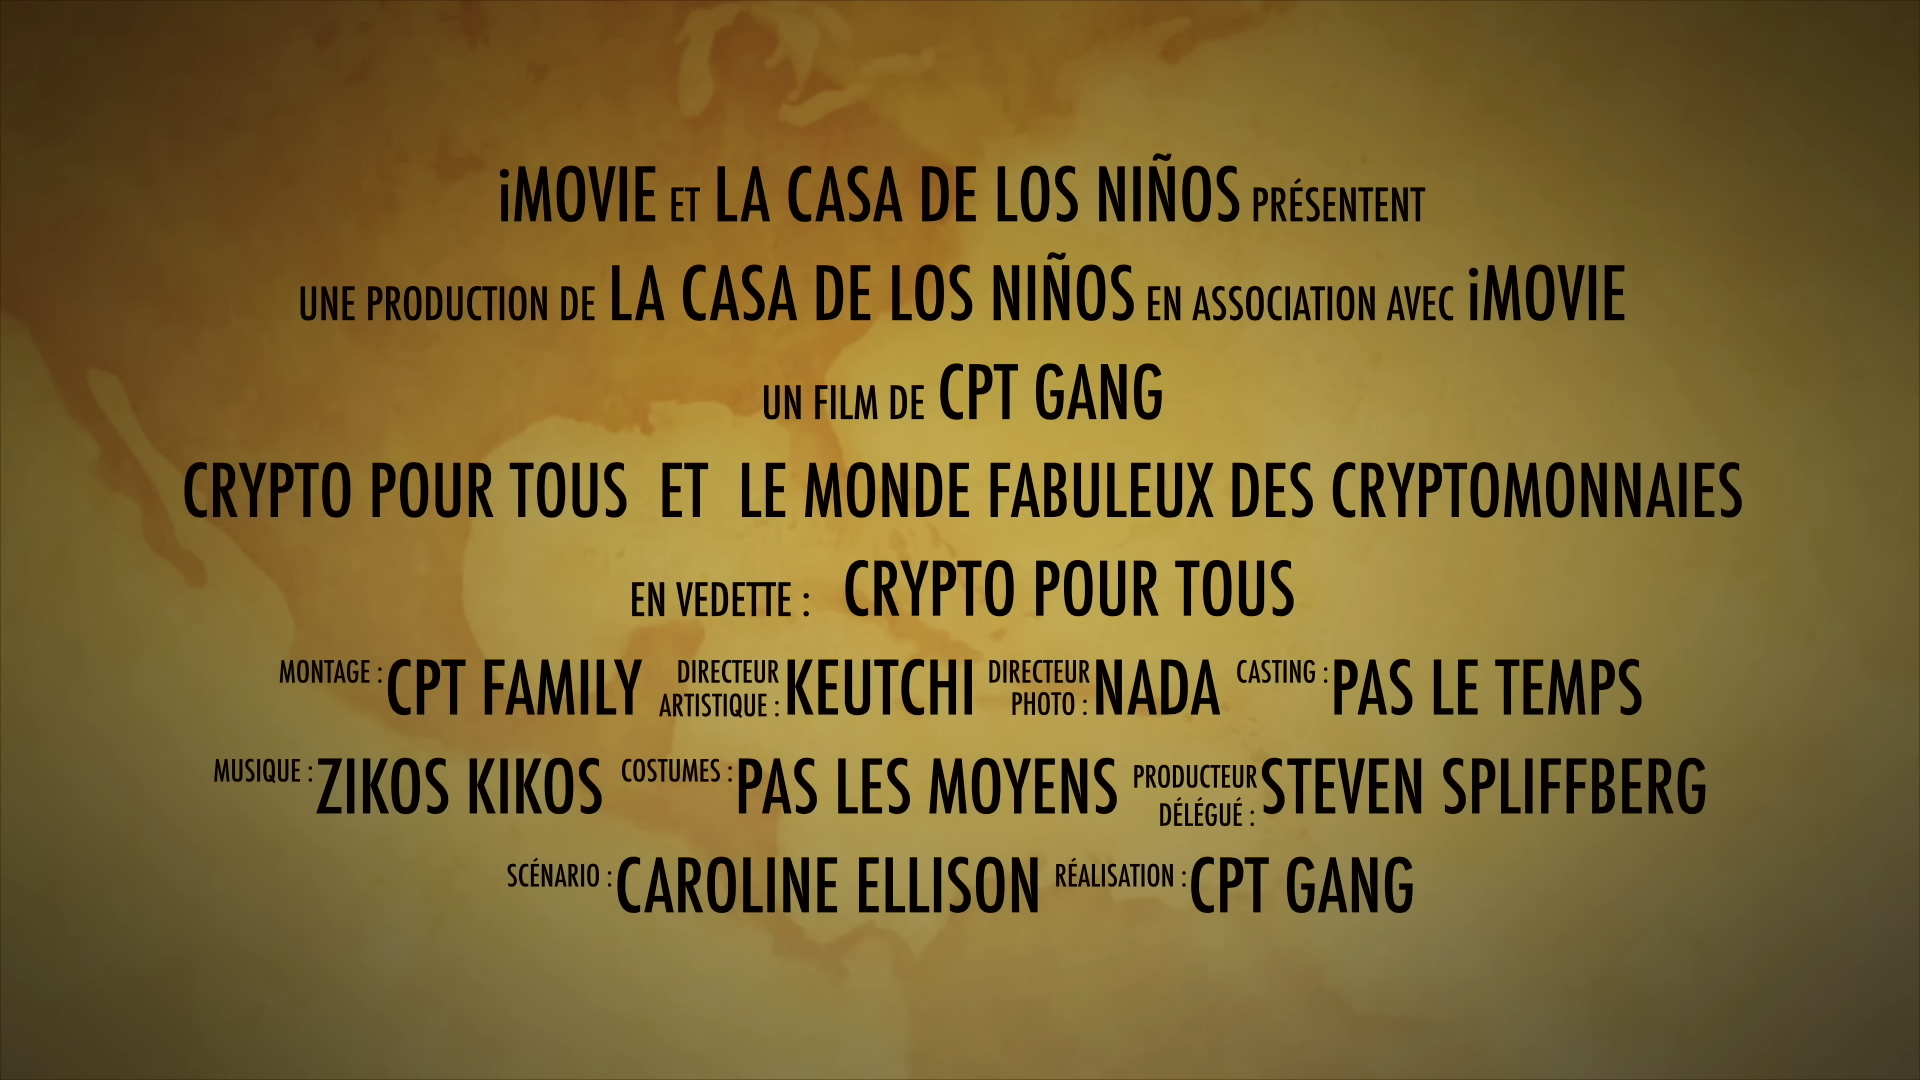 iMOVIE ET LA CASA DE LOS NIÑOS PRÉSENTENT
UNE PRODUCTION DE LA CASA DE LOS NIÑOS EN ASSOCIATION AVEC iMOVIE
UN FILM DE CPT GANG
CRYPTO POUR TOUS ET LE MONDE FABULEUX DES CRYPTOMONNAIES
EN VEDETTE : CRYPTO POUR TOUS
MONTAGE : CPT FAMILY DIRECTEUR ARTISTIQUE : KEUTCHI DIRECTEUR PHOTO : NADA CASTING : PAS LE TEMPS
MUSIQUE : ZIKOS KIKOS COSTUMES : PAS LES MOYENS PRODUCTEUR DÉLÉGUÉ : STEVEN SPLIFFBERG
SCÉNARIO : CAROLINE ELLISON RÉALISATION : CPT GANG